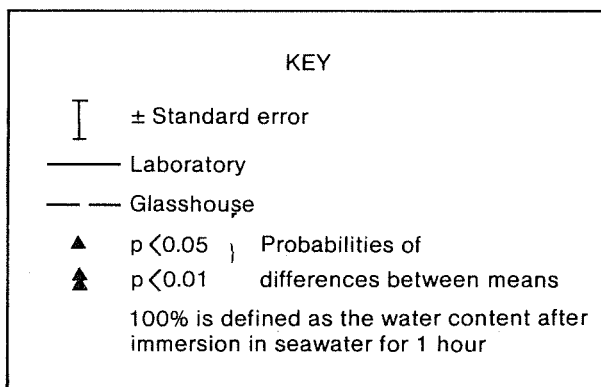 KEY
± Standard error
Laboratory
Glasshouse
p <0.05 } Probabilities of
p <0.01 differences between means
100% is defined as the water content after
immersion in seawater for 1 hour